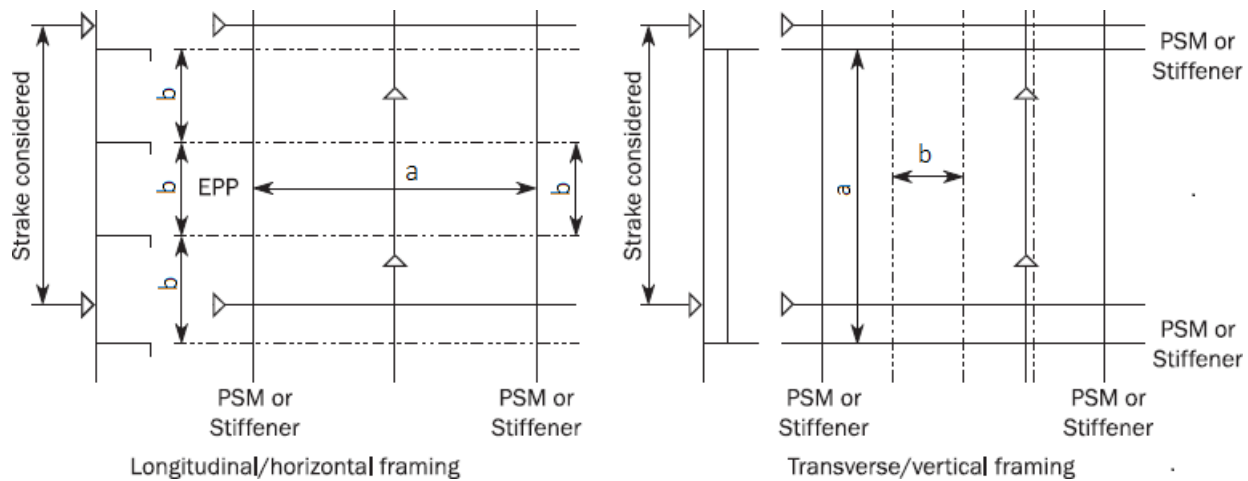 Strake considered
b
b
b
EPP
a
b
PSM or
Stiffener
PSM or
Stiffener
Longitudinal/horizontal framing
Strake considered
a
b
PSM or
Stiffener
PSM or
Stiffener
PSM or
Stiffener
PSM or
Stiffener
Transverse/vertical framing